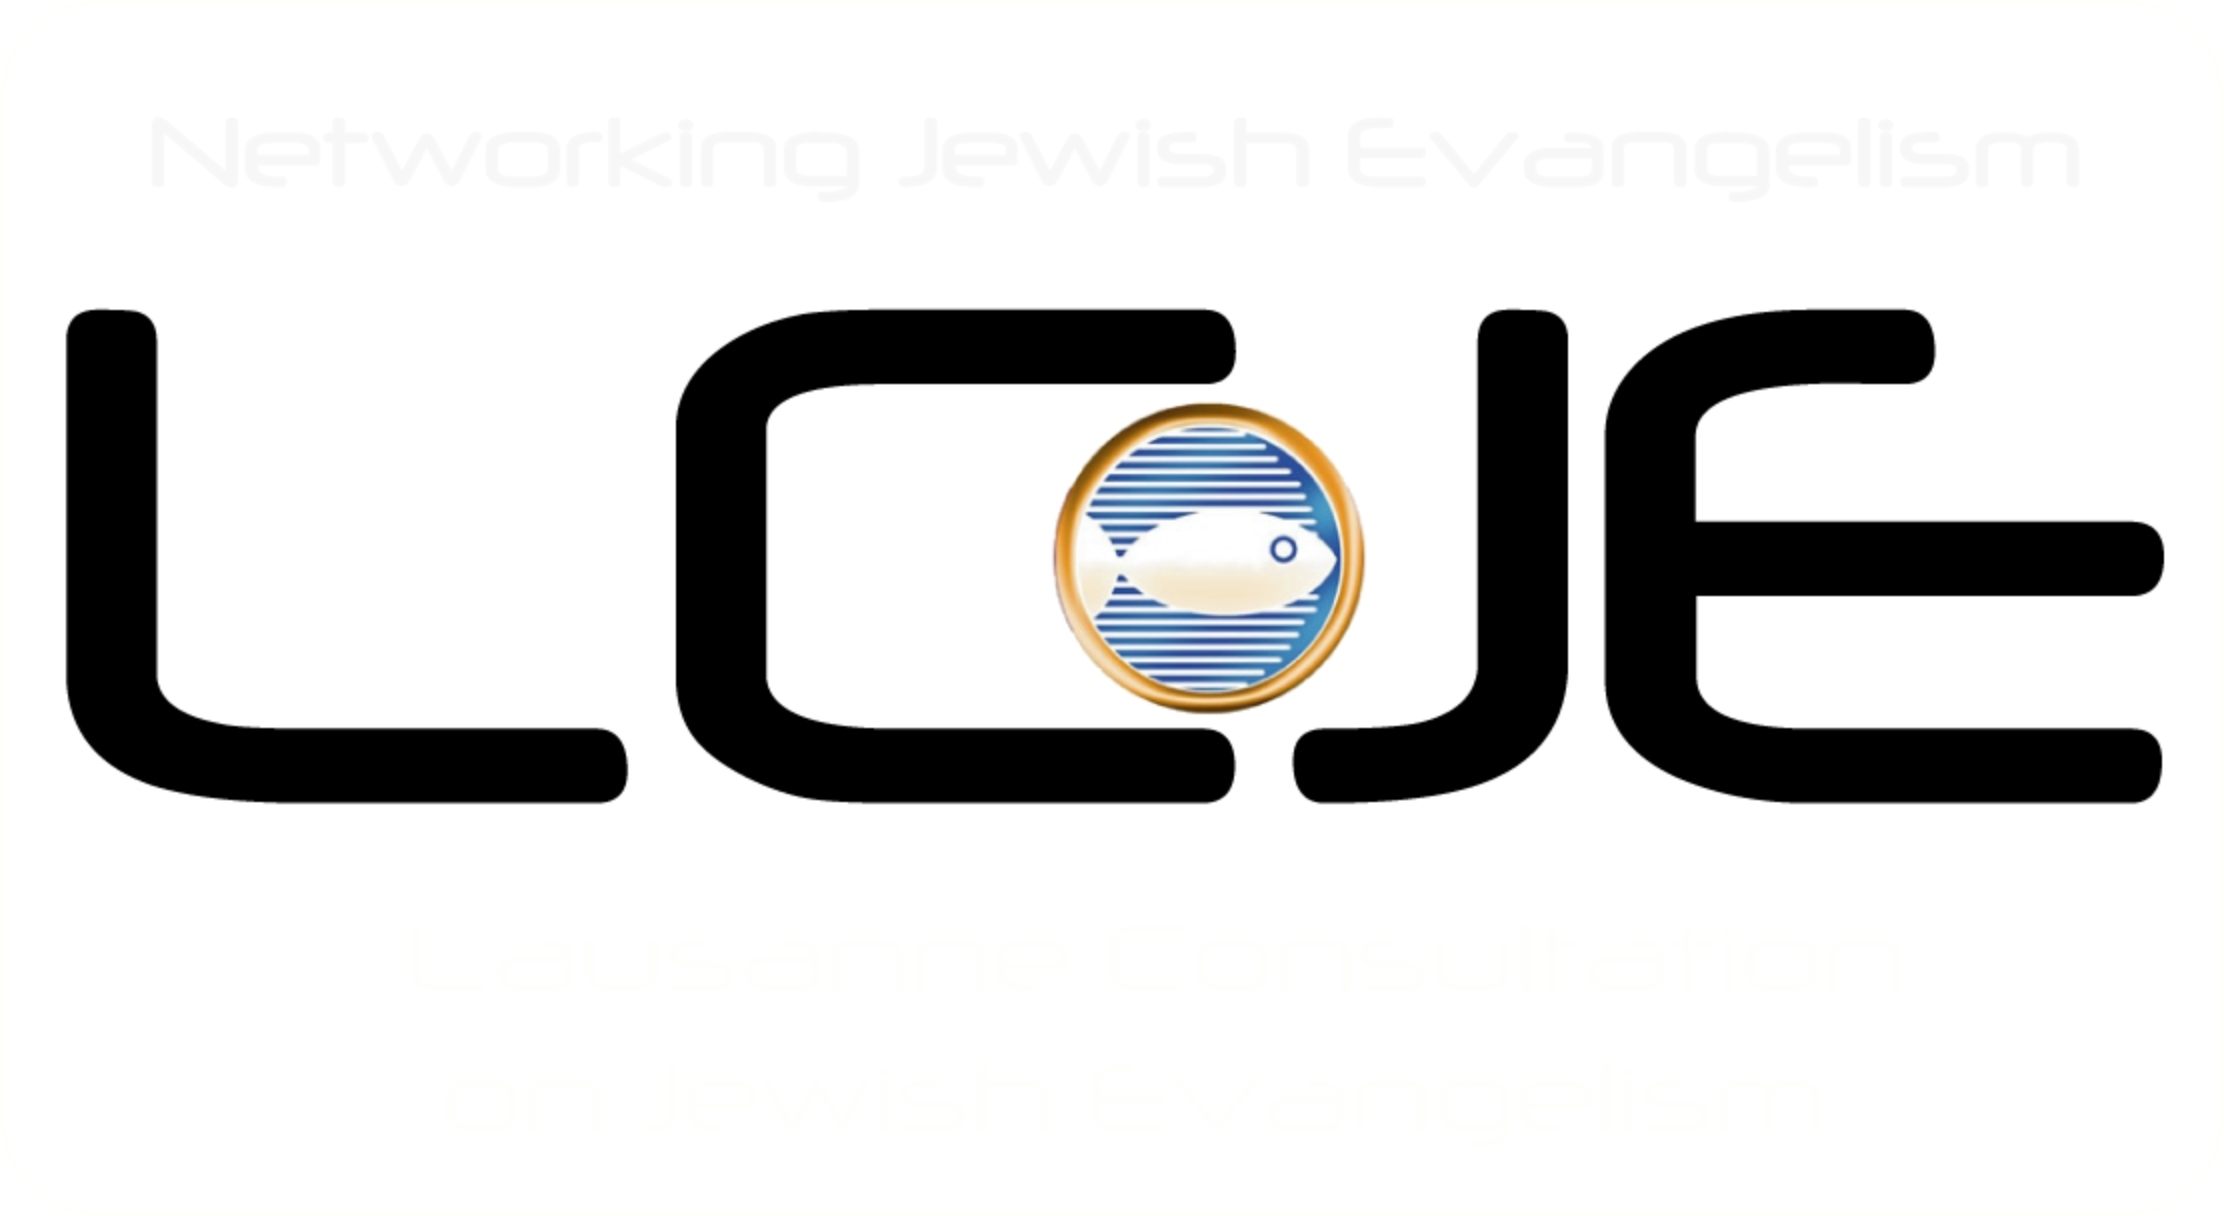 Networking Jewish Evangelism
LCJE
Lausanne Consultation
on Jewish Evangelism